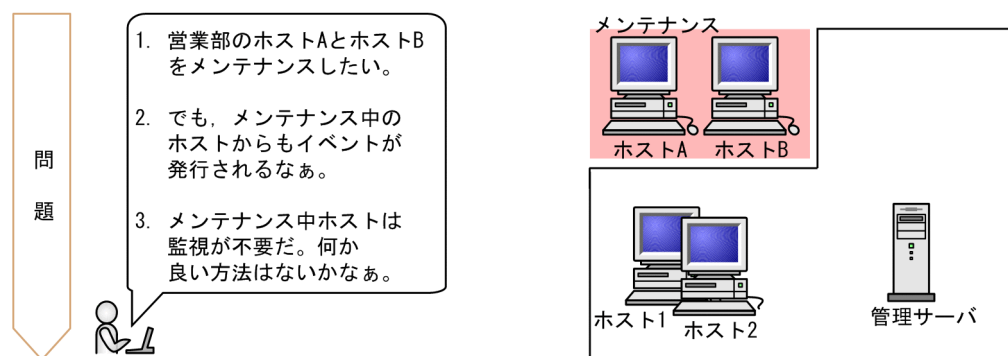 問
題
1. 営業部のホストAとホストB
をメンテナンスしたい。
2. でも，メンテナンス中の
ホストからもイベントが
発行されるなぁ。
3. メンテナンス中ホストは
監視が不要だ。何か
良い方法はないかなぁ。
メンテナンス
ホストA
ホストB
ホスト1
ホスト2
管理サーバ